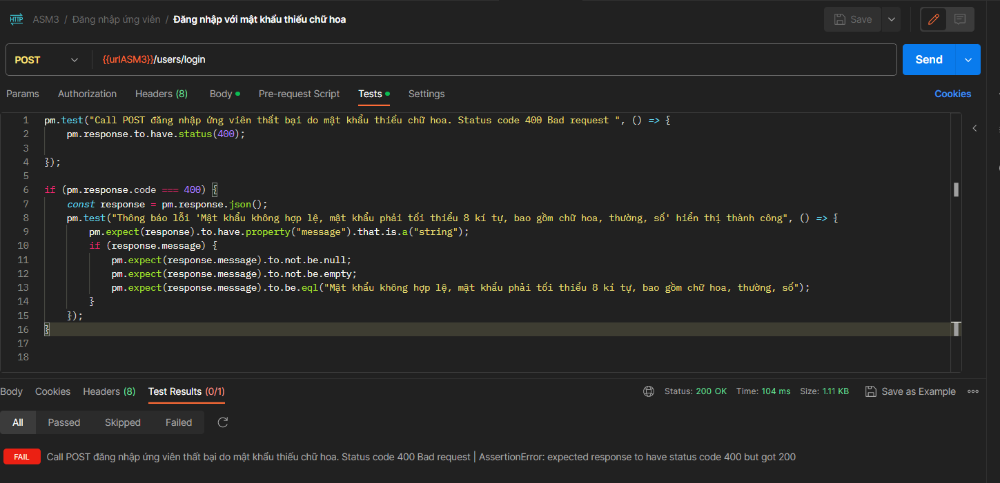 HTTP ASM3 / Đăng nhập ứng viên / Đăng nhập với mật khẩu thiếu chữ hoa Save
POST {{urlASM3}}/users/login Send
Params Authorization Headers (8) Body Pre-request Script Tests Settings Cookies
1 pm.test("Call POST đăng nhập ứng viên thất bại do mật khẩu thiếu chữ hoa. Status code 400 Bad request ", () => {
2 pm.response.to.have.status(400);
3
4 });
5
6 if (pm.response.code === 400) {
7 const response = pm.response.json();
8 pm.test("Thông báo lỗi 'Mật khẩu không hợp lệ, mật khẩu phải tối thiểu 8 kí tự, bao gồm chữ hoa, thường, số' hiển thị thành công", () => {
9 pm.expect(response).to.have.property("message").that.is.a("string");
10 if (response.message) {
11 pm.expect(response.message).to.not.be.null;
12 pm.expect(response.message).to.not.be.empty;
13 pm.expect(response.message).to.be.eql("Mật khẩu không hợp lệ, mật khẩu phải tối thiểu 8 kí tự, bao gồm chữ hoa, thường, số");
14 }
15 });
16 }
17
18
Body Cookies Headers (8) Test Results (0/1) Status: 200 OK Time: 104 ms Size: 1.11 KB Save as Example
All Passed Skipped Failed
FAIL Call POST đăng nhập ứng viên thất bại do mật khẩu thiếu chữ hoa. Status code 400 Bad request | AssertionError: expected response to have status code 400 but got 200